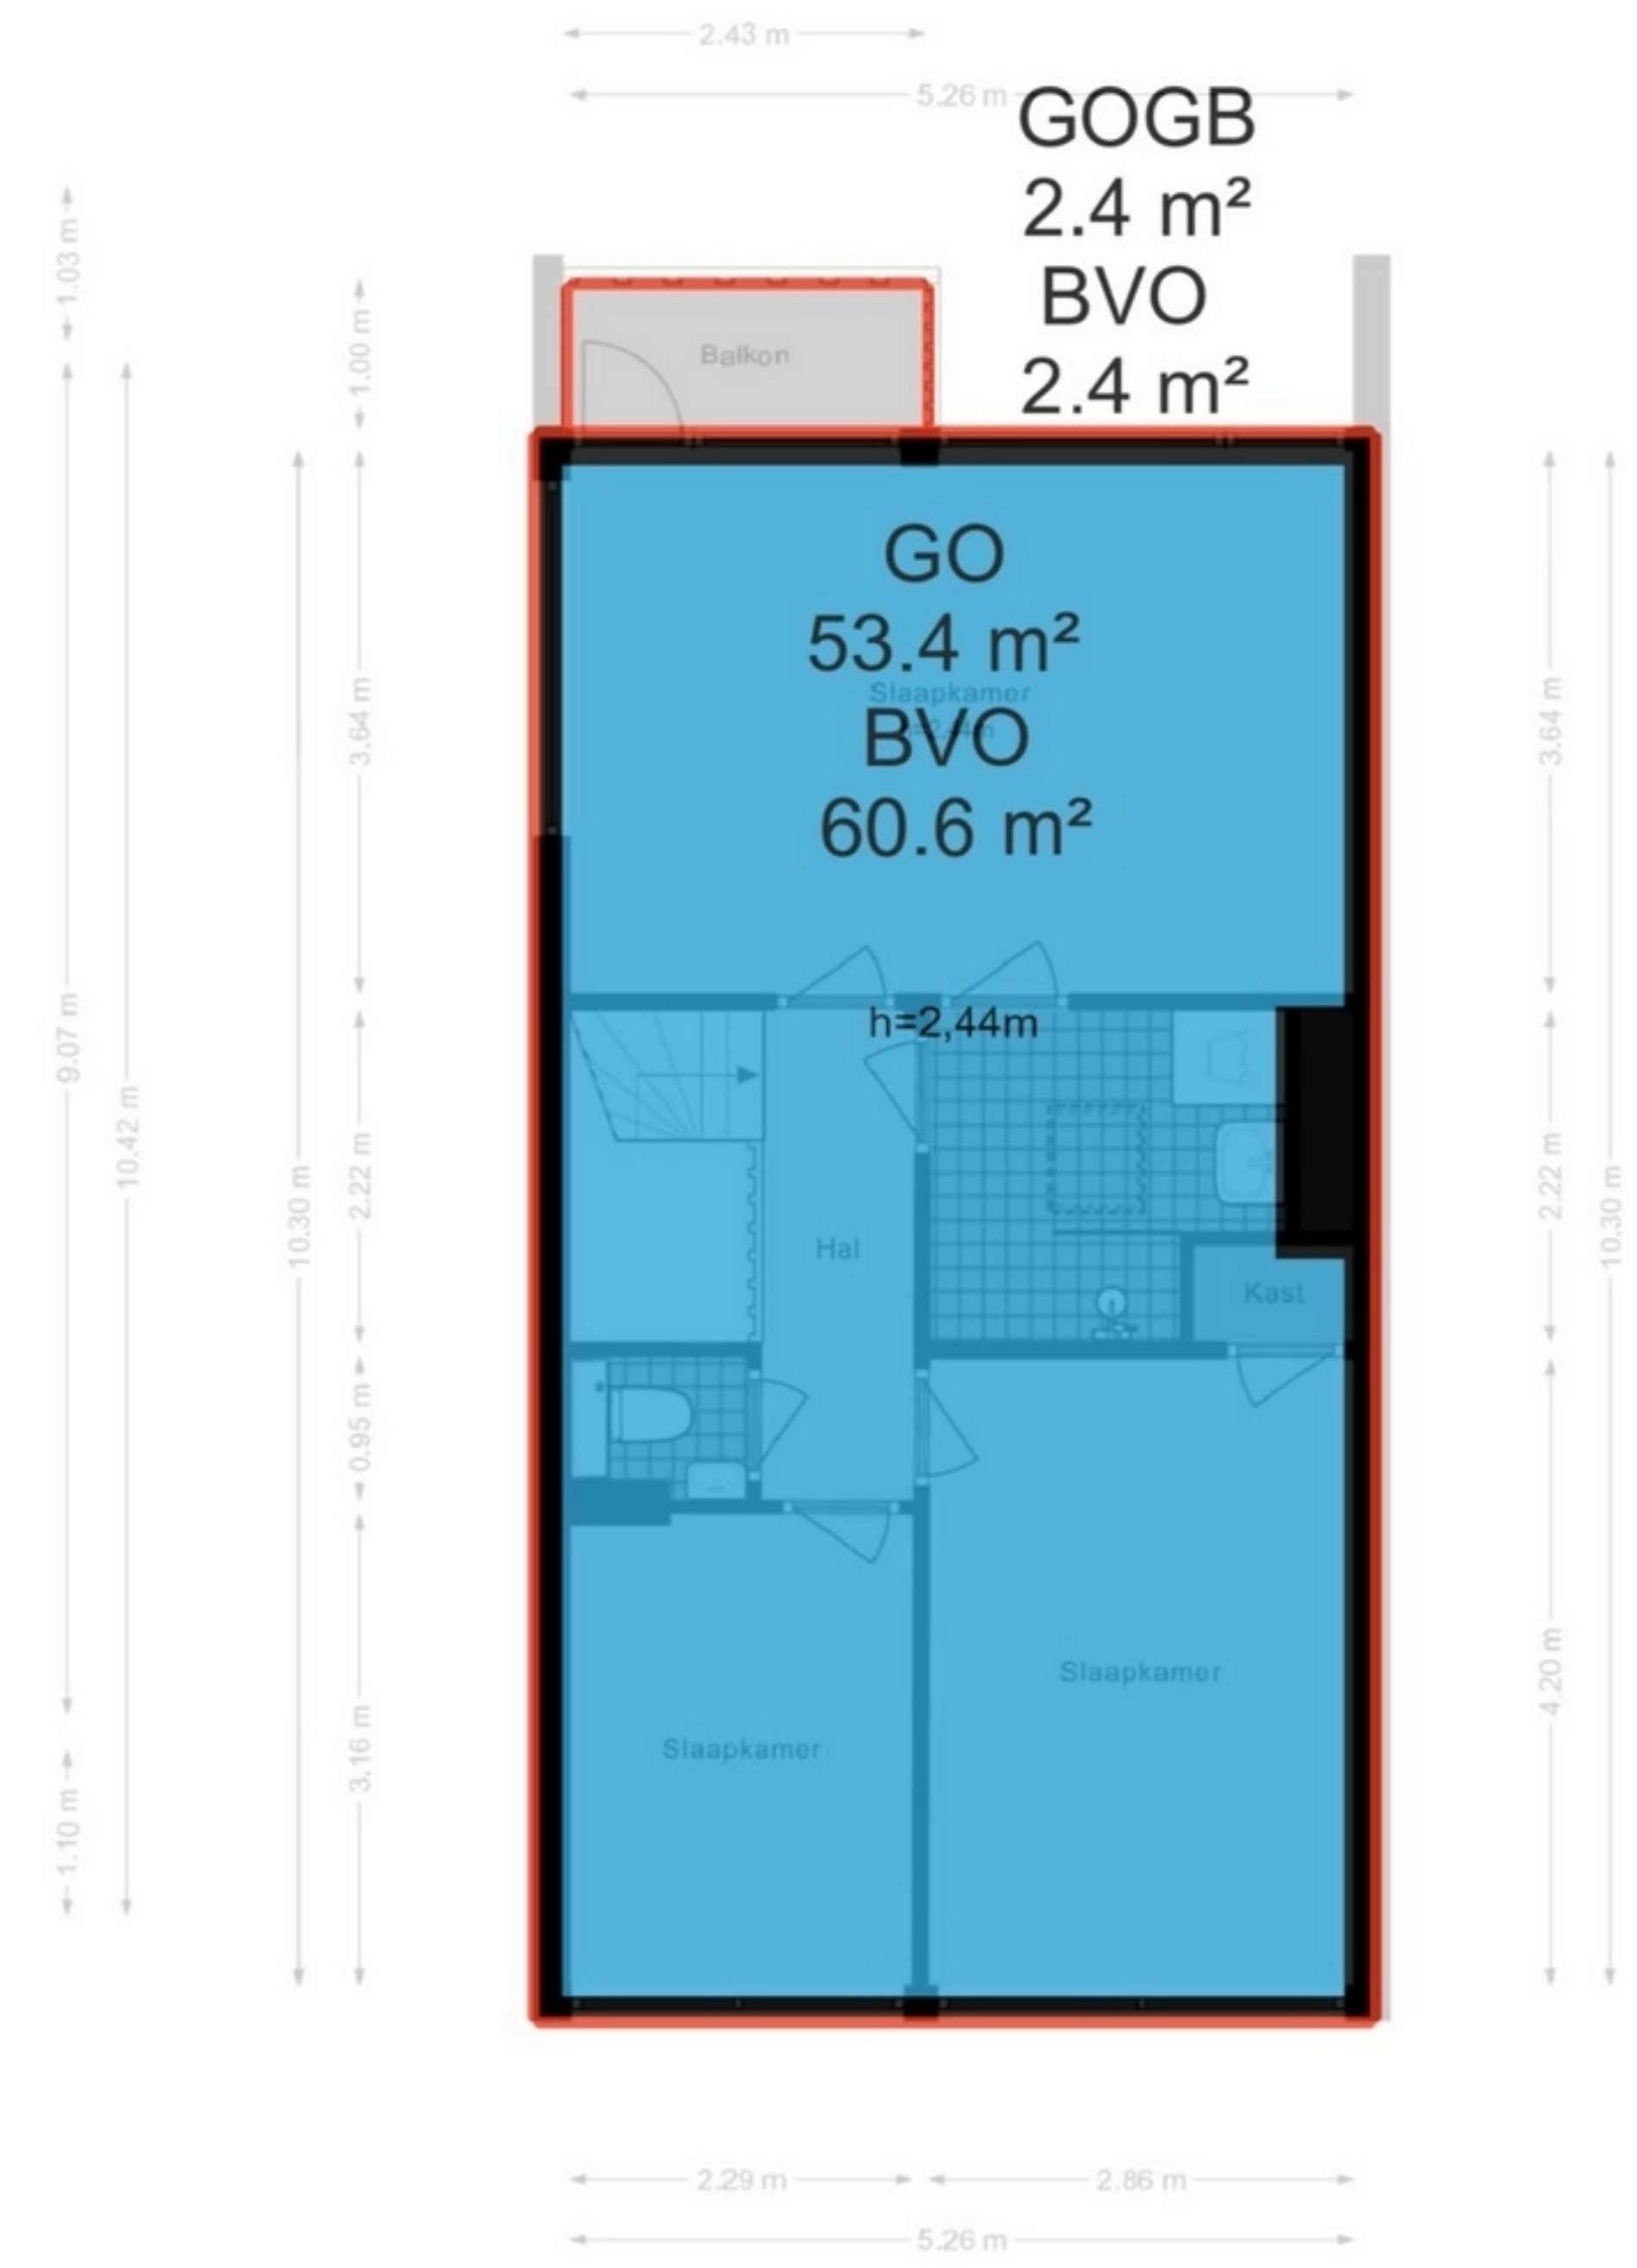 2.43 m
5.26 m
GOGB
2.4 m²
BVO
2.4 m²
1.03 m
1.00 m
Balkon
GO
53.4 m²
Slaapkamer
h=2,44m
BVO
60.6 m²
3.64 m
3.64 m
h=2,44m
9.07 m
10.42 m
10.30 m
2.22 m
2.22 m
10.30 m
Hal
Kast
0.95 m
4.20 m
Slaapkamer
Slaapkamer
3.16 m
1.10 m
2.29 m
2.86 m
5.26 m